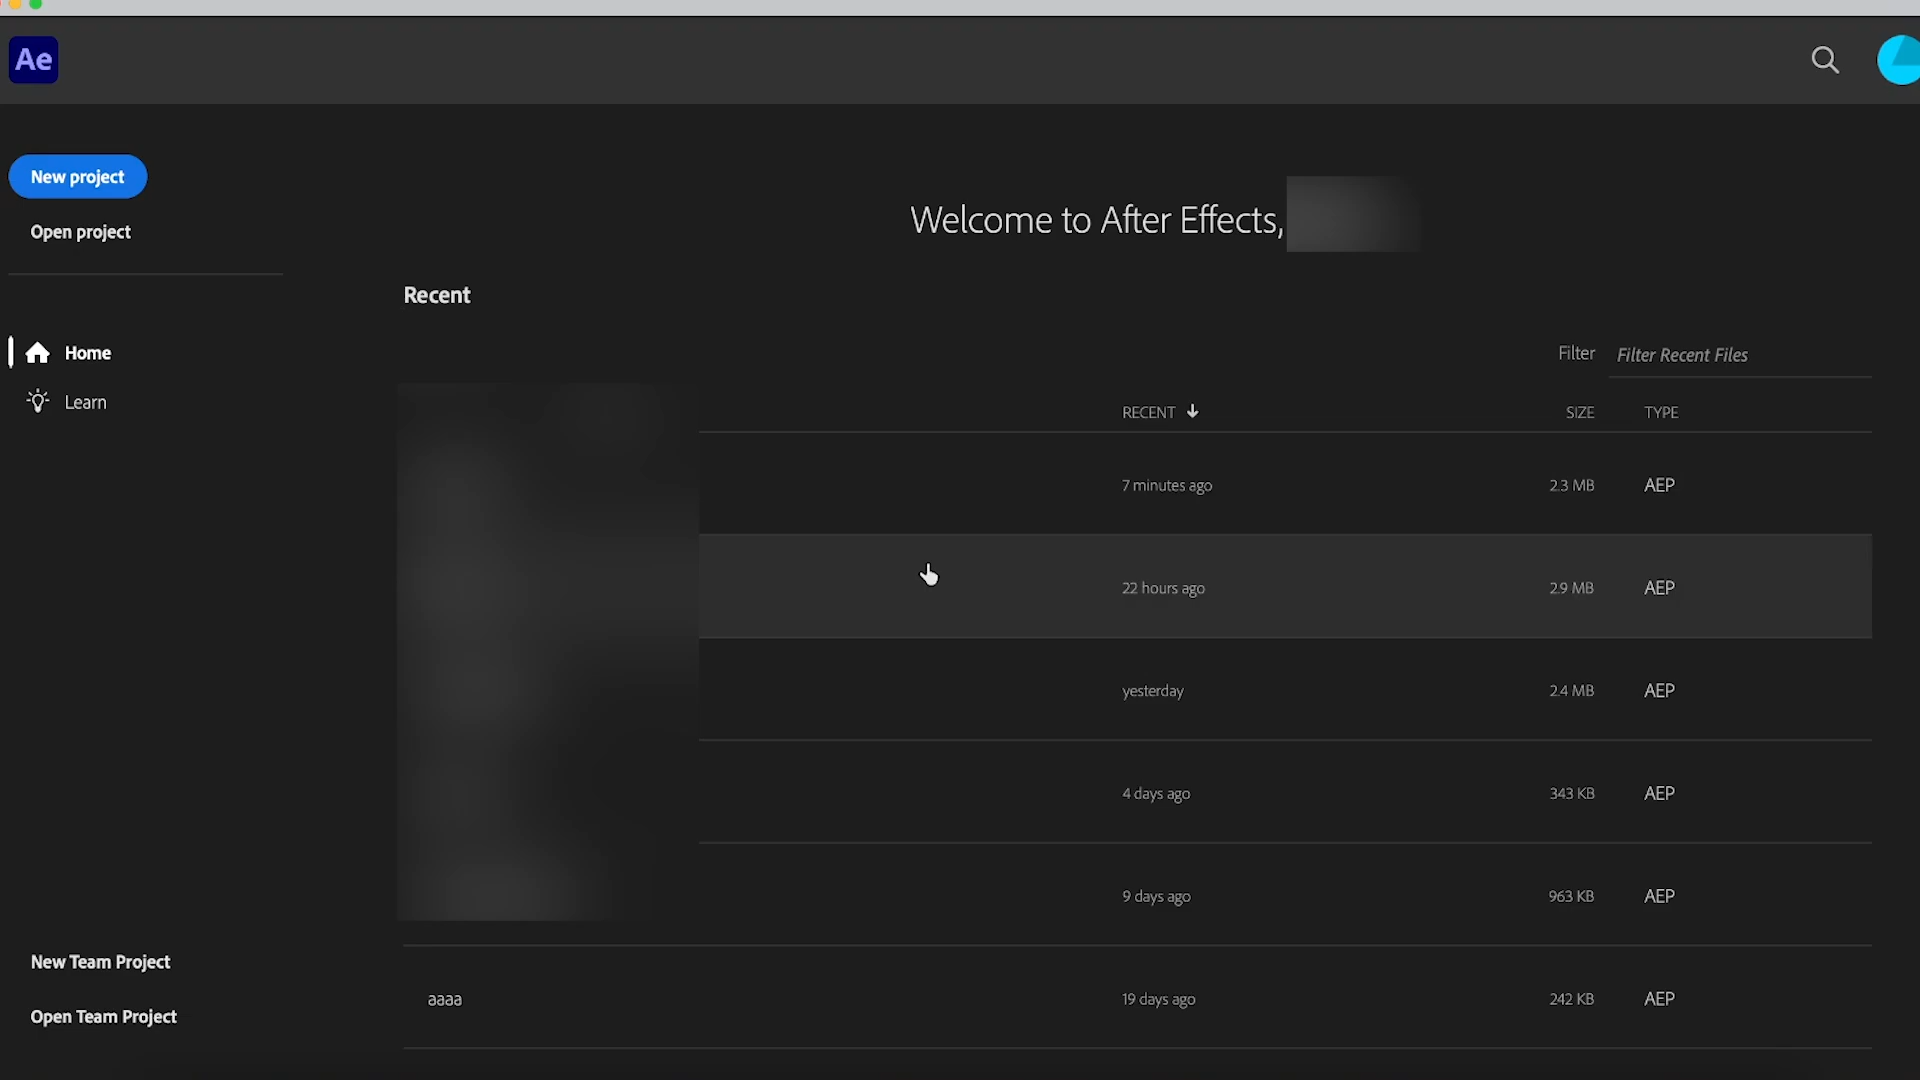 Ae
New project
Open project
Welcome to After Effects,
Recent
Home
Learn
Filter Filter Recent Files
RECENT SIZE TYPE
7 minutes ago 2.3 MB AEP
22 hours ago 2.9 MB AEP
yesterday 2.4 MB AEP
4 days ago 343 KB AEP
9 days ago 963 KB AEP
New Team Project
aaaa 19 days ago 242 KB AEP
Open Team Project